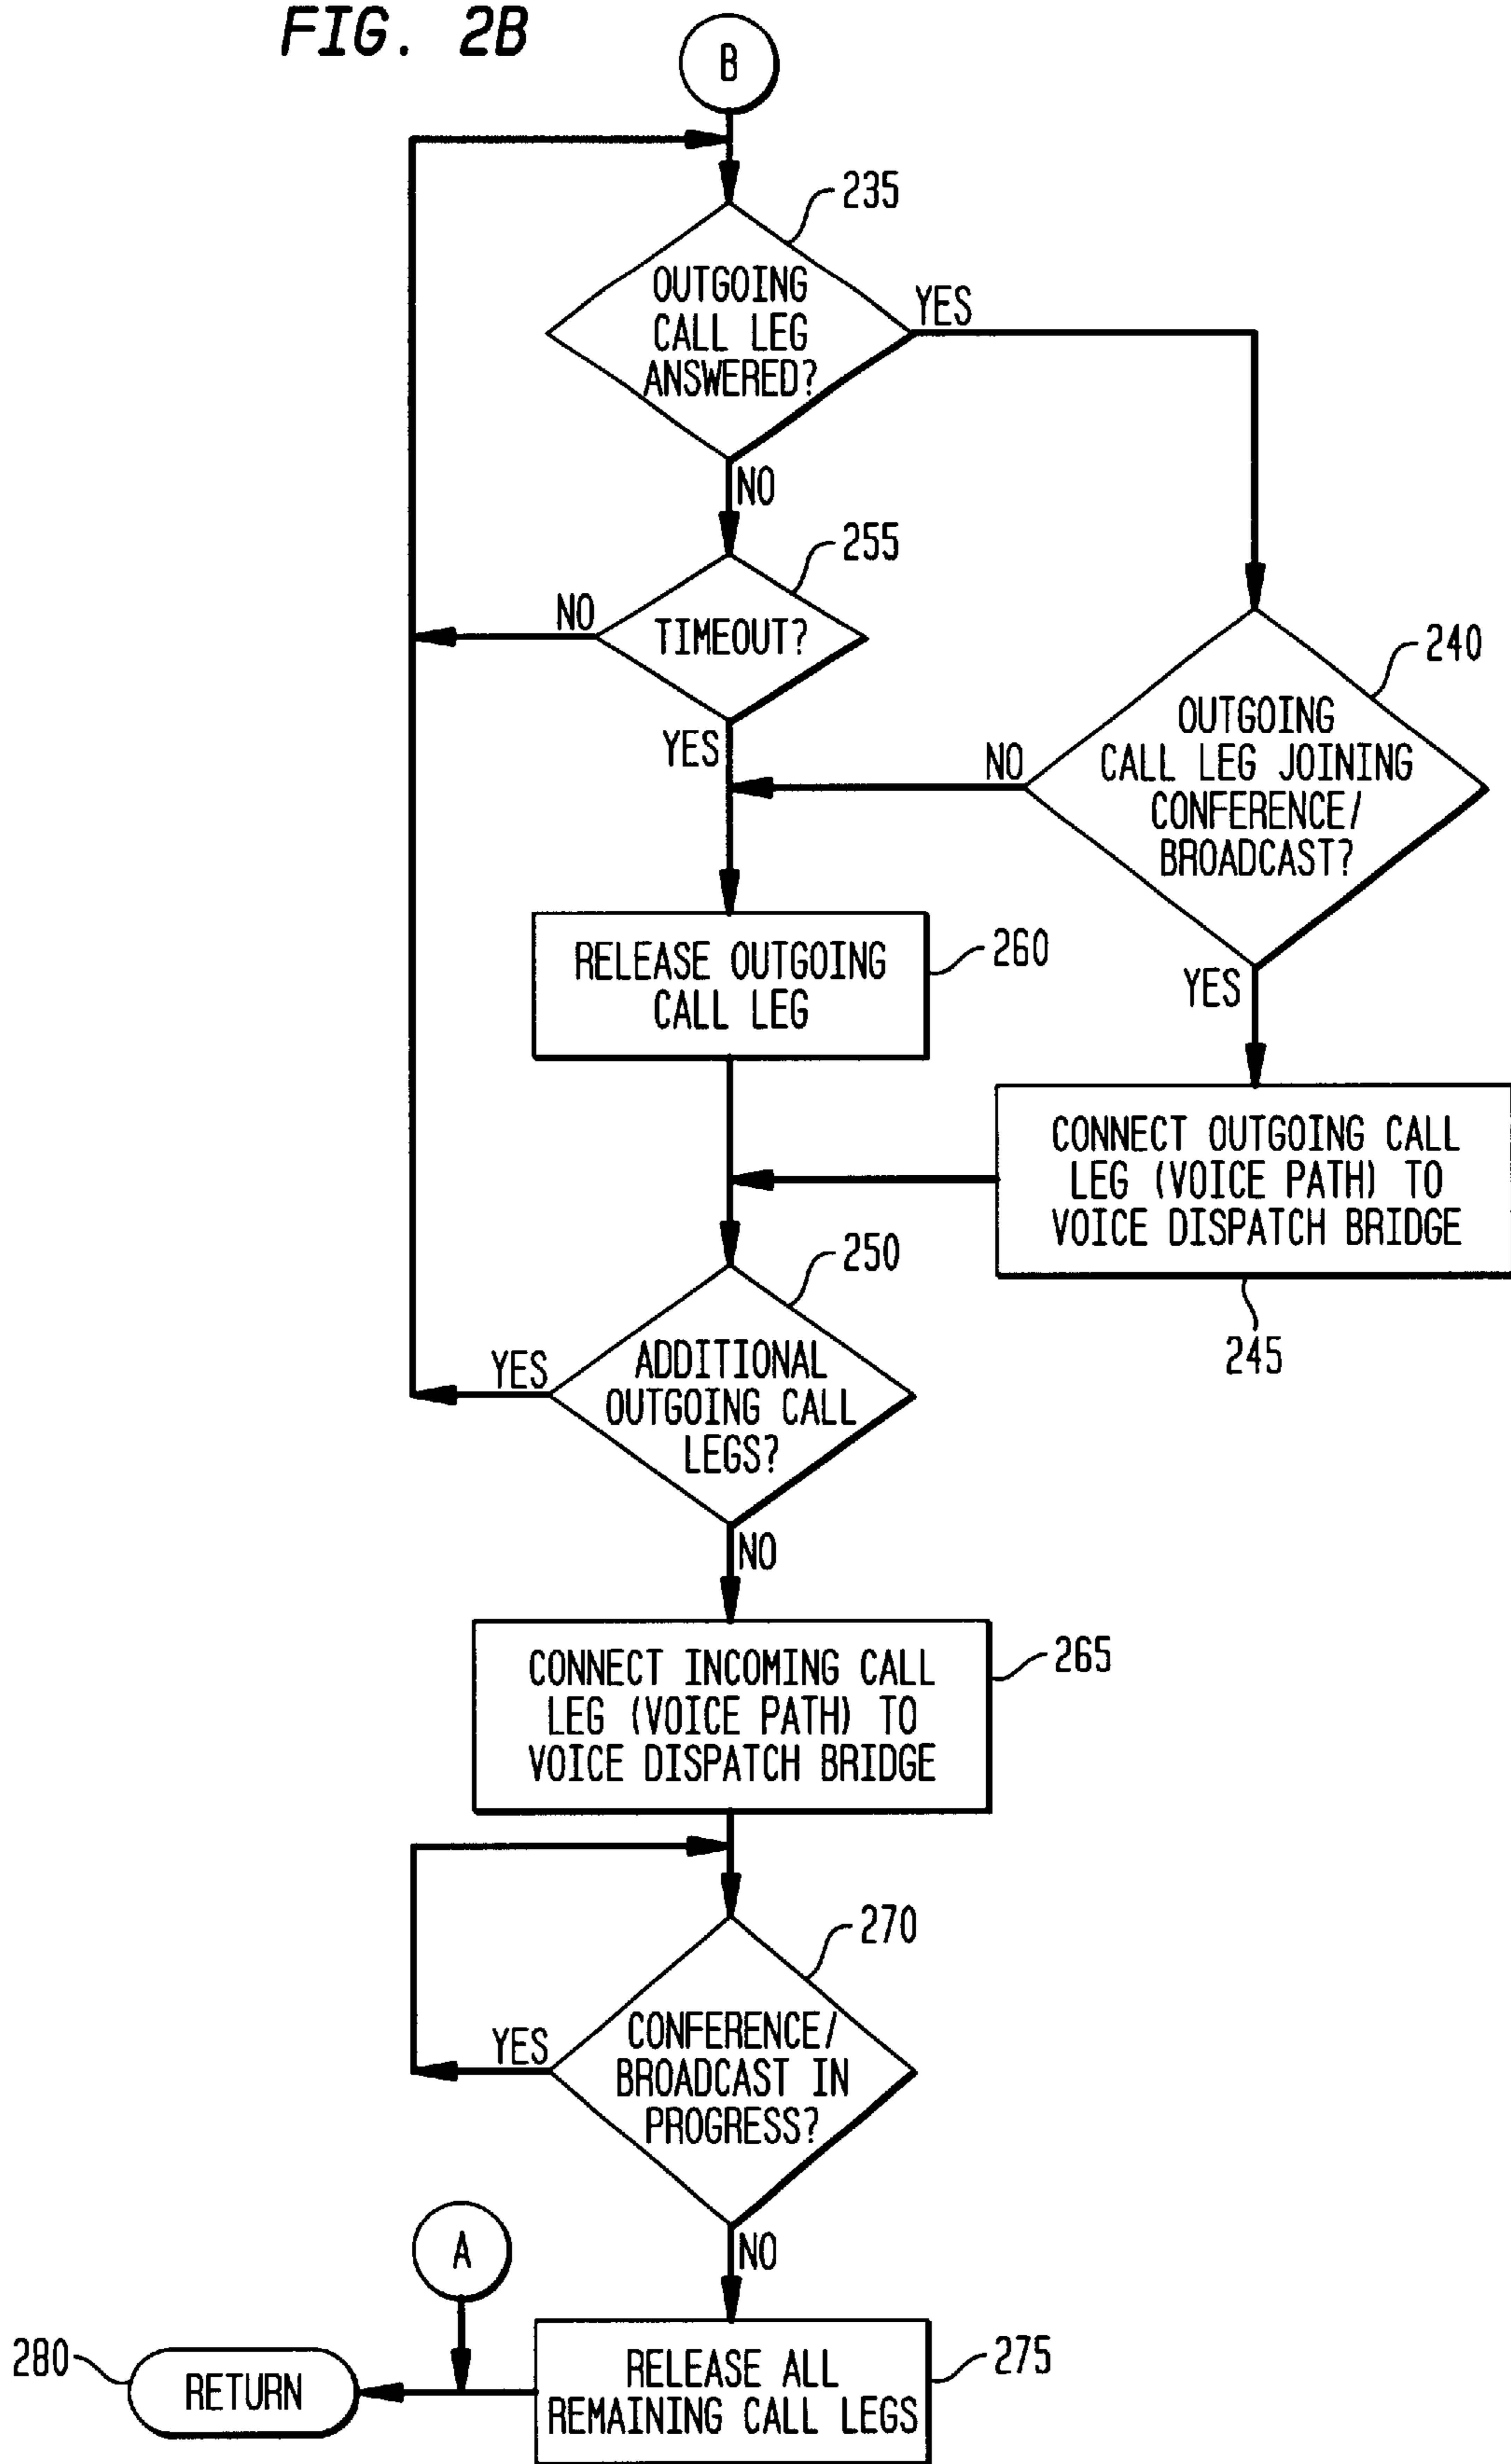 FIG. 2B
B
235
OUTGOING
CALL LEG
ANSWERED?
YES
NO
255
TIMEOUT?
NO
YES
240
OUTGOING
CALL LEG JOINING
CONFERENCE/
BROADCAST?
NO
YES
RELEASE OUTGOING
CALL LEG
260
CONNECT OUTGOING CALL
LEG (VOICE PATH) TO
VOICE DISPATCH BRIDGE
245
250
ADDITIONAL
OUTGOING CALL
LEGS?
YES
NO
CONNECT INCOMING CALL
LEG (VOICE PATH) TO
VOICE DISPATCH BRIDGE
265
270
CONFERENCE/
BROADCAST IN
PROGRESS?
YES
NO
A
280
RETURN
RELEASE ALL
REMAINING CALL LEGS
275